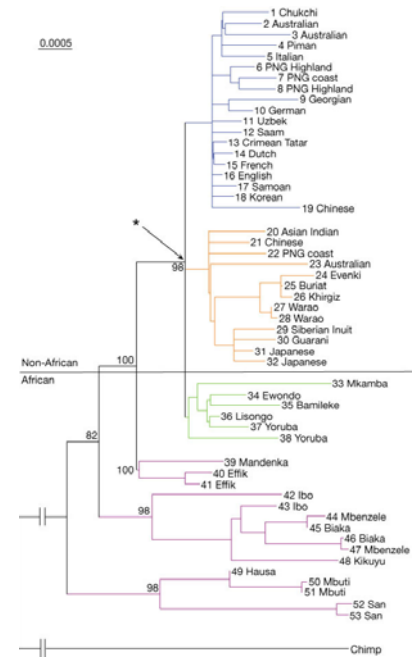 1 Chukchi
0.0005
2 Australian
3 Australian
4 Piman
5 Italian
6 PNG Highland
7 PNG coast
8 PNG Highland
9 Georgian
10 German
11 Uzbek
12 Saam
13 Crimean Tatar
14 Dutch
15 French
16 English
17 Samoan
18 Korean
19 Chinese
*
20 Asian Indian
21 Chinese
22 PNG coast
23 Australian
98
24 Evenki
25 Buriat
26 Khirgiz
27 Warao
28 Warao
29 Siberian Inuit
30 Guarani
31 Japanese
32 Japanese
Non-African
100
African
33 Mkamba
34 Ewondo
35 Bamileke
36 Lisongo
37 Yoruba
38 Yoruba
82
39 Mandenka
100
40 Effik
41 Effik
42 Ibo
98
43 Ibo
44 Mbenzele
45 Biaka
46 Biaka
47 Mbenzele
48 Kikuyu
49 Hausa
98
50 Mbuti
51 Mbuti
52 San
53 San
Chimp